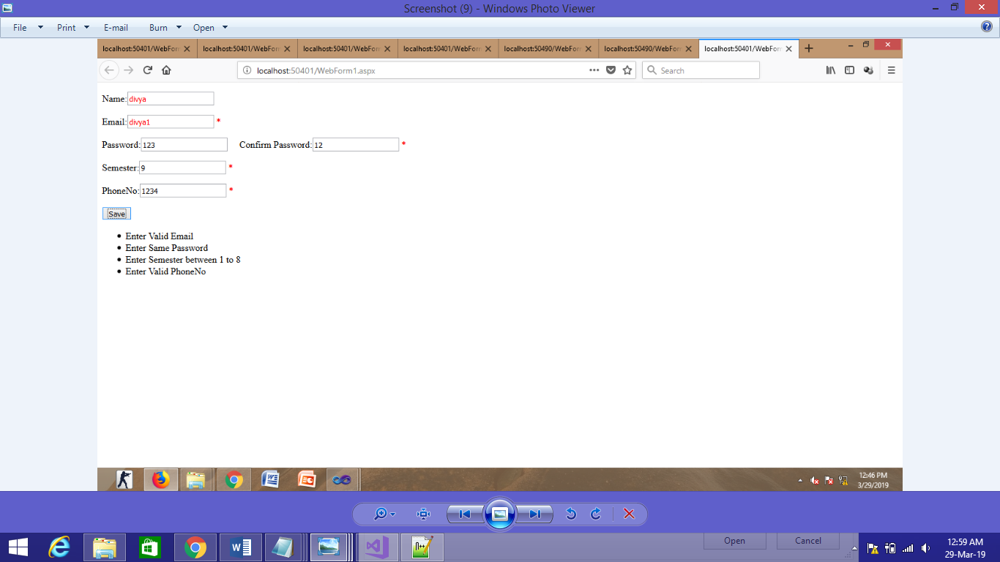 Screenshot (9) - Windows Photo Viewer
File Print E-mail Burn Open
localhost:50401/WebForm localhost:50401/WebForm localhost:50401/WebForm localhost:50401/WebForm localhost:50490/WebForm localhost:50490/WebForm localhost:50401/WebForm
localhost:50401/WebForm1.aspx Search
Name: divya
Email: divya1 *
Password: 123 Confirm Password: 12 *
Semester: 9 *
PhoneNo: 1234 *
Save
• Enter Valid Email
• Enter Same Password
• Enter Semester between 1 to 8
• Enter Valid PhoneNo
12:46 PM
3/29/2019
Open Cancel
12:59 AM
29-Mar-19